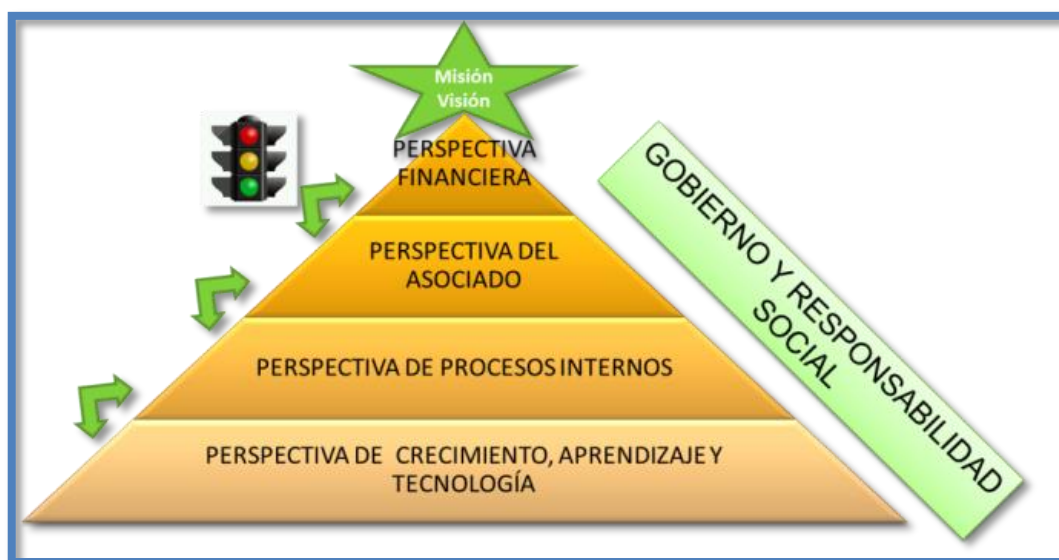 Misión
Visión
PERSPECTIVA
FINANCIERA
PERSPECTIVA DEL
ASOCIADO
PERSPECTIVA DE PROCESOS INTERNOS
PERSPECTIVA DE CRECIMIENTO, APRENDIZAJE Y
TECNOLOGÍA
GOBIERNO Y RESPONSABILIDAD
SOCIAL